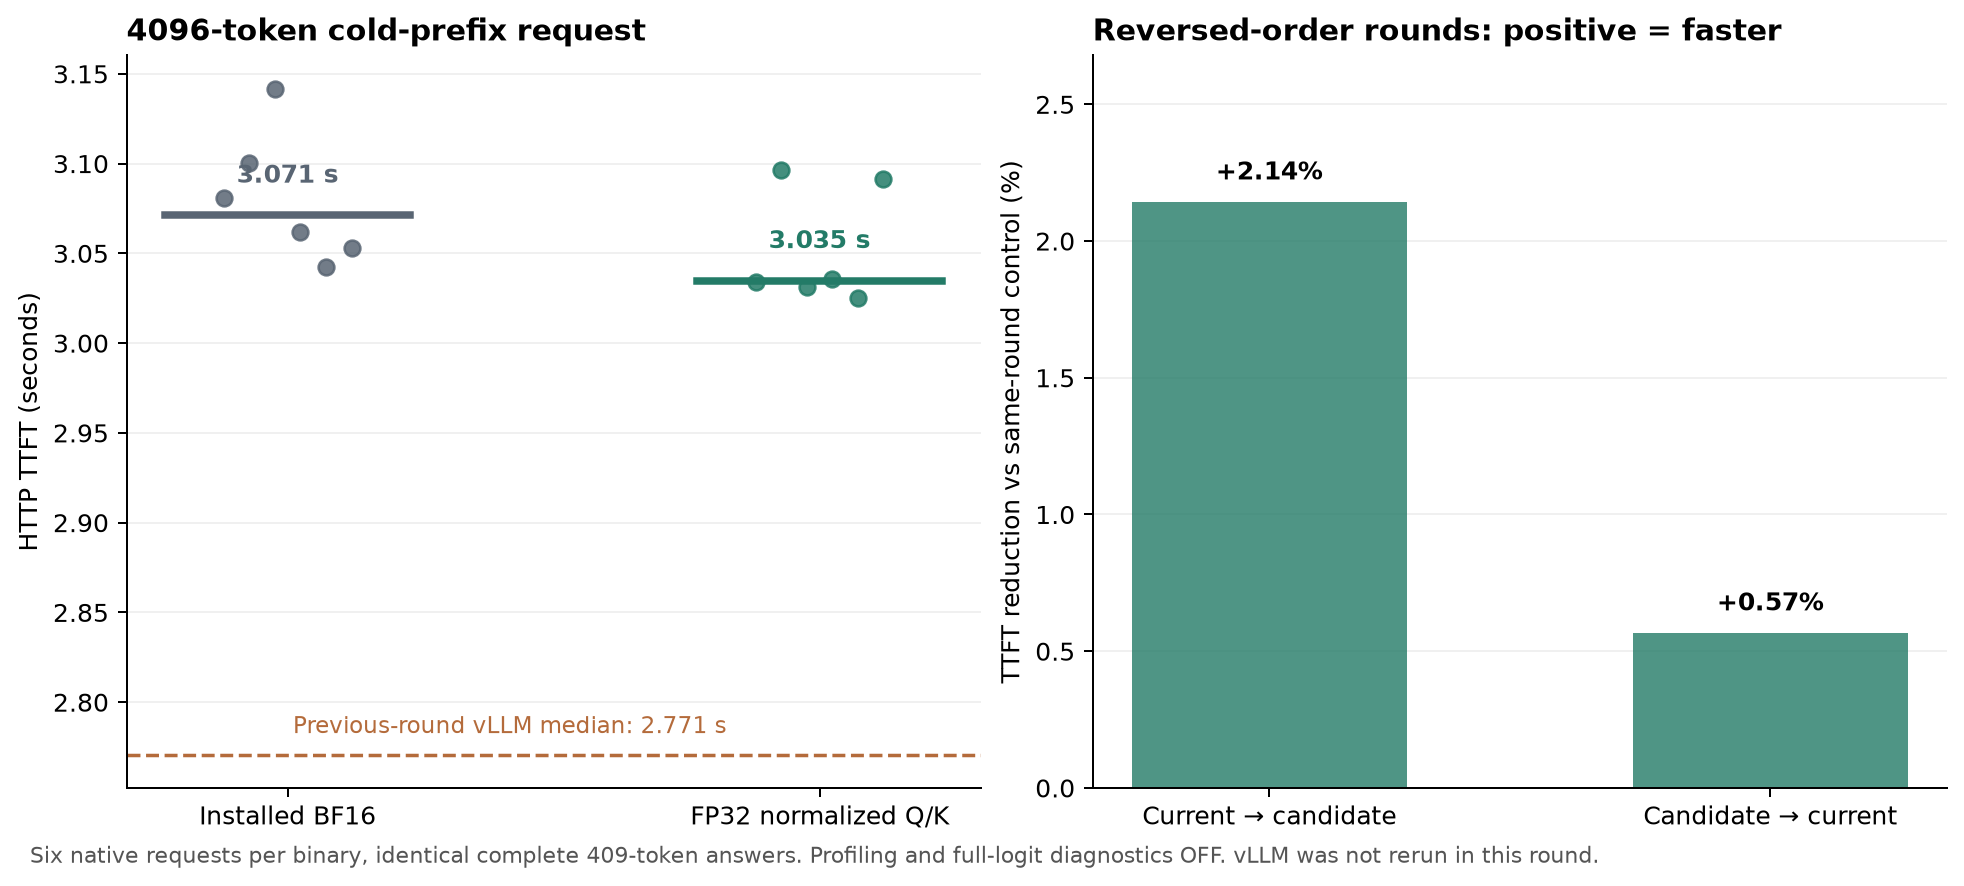 4096-token cold-prefix request
HTTP TTFT (seconds)
3.15
3.10
3.05
3.00
2.95
2.90
2.85
2.80
3.071 s
3.035 s
Previous-round vLLM median: 2.771 s
Installed BF16
FP32 normalized Q/K
Reversed-order rounds: positive = faster
TTFT reduction vs same-round control (%)
2.5
2.0
1.5
1.0
0.5
0.0
+2.14%
+0.57%
Current → candidate
Candidate → current
Six native requests per binary, identical complete 409-token answers. Profiling and full-logit diagnostics OFF. vLLM was not rerun in this round.